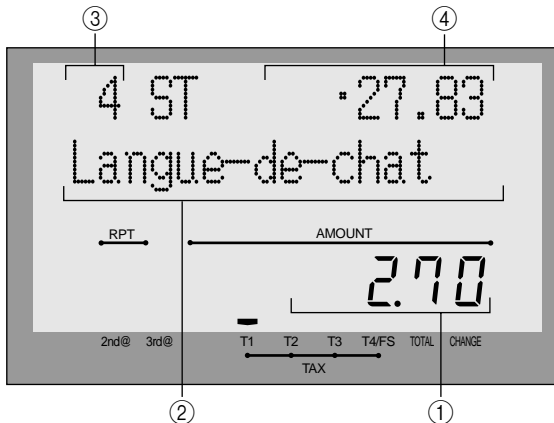 ③ ④
4 ST ·27.83
Langue-de-chat
RPT AMOUNT
2.70
2nd@ 3rd@ T1 T2 T3 T4/FS TOTAL CHANGE
TAX
② ①